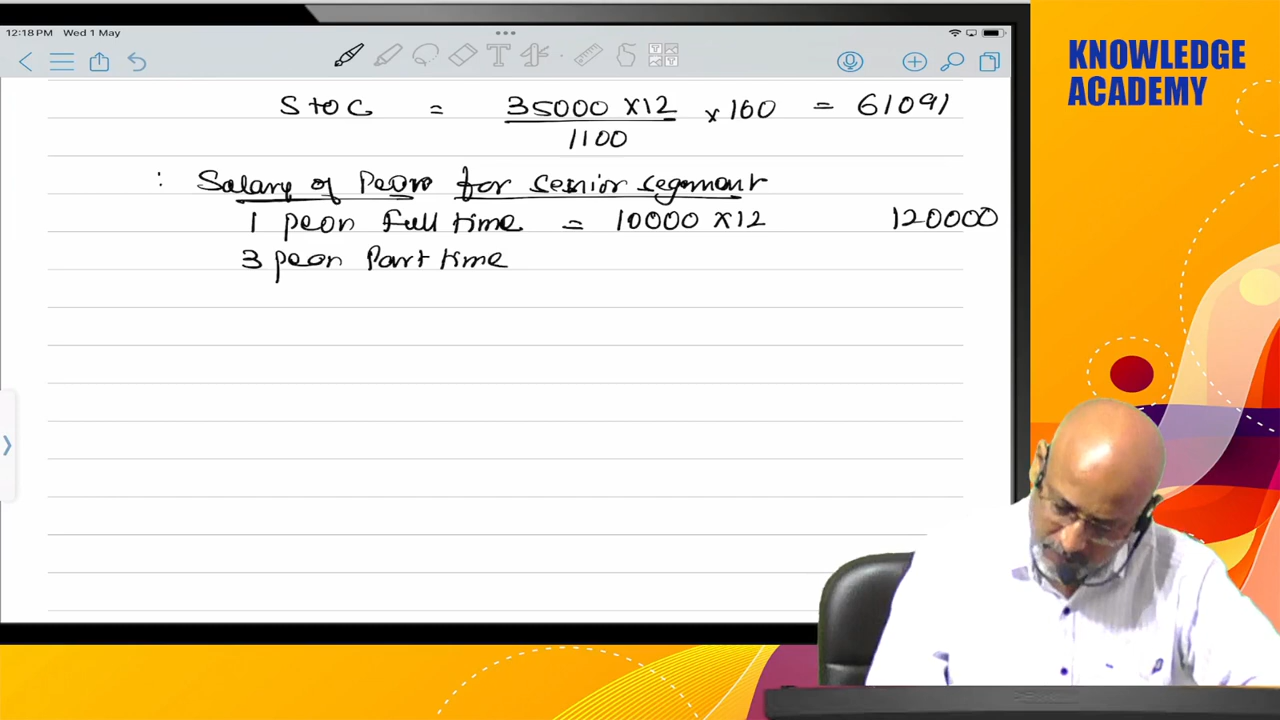 12:18 PM Wed 1 May
KNOWLEDGE
ACADEMY
S to C = 35000 X12 / 1100 x 100 = 61091
: Salary of Peon for senior segment
1 peon Full time = 10000 X12 120000
3 peon Part time